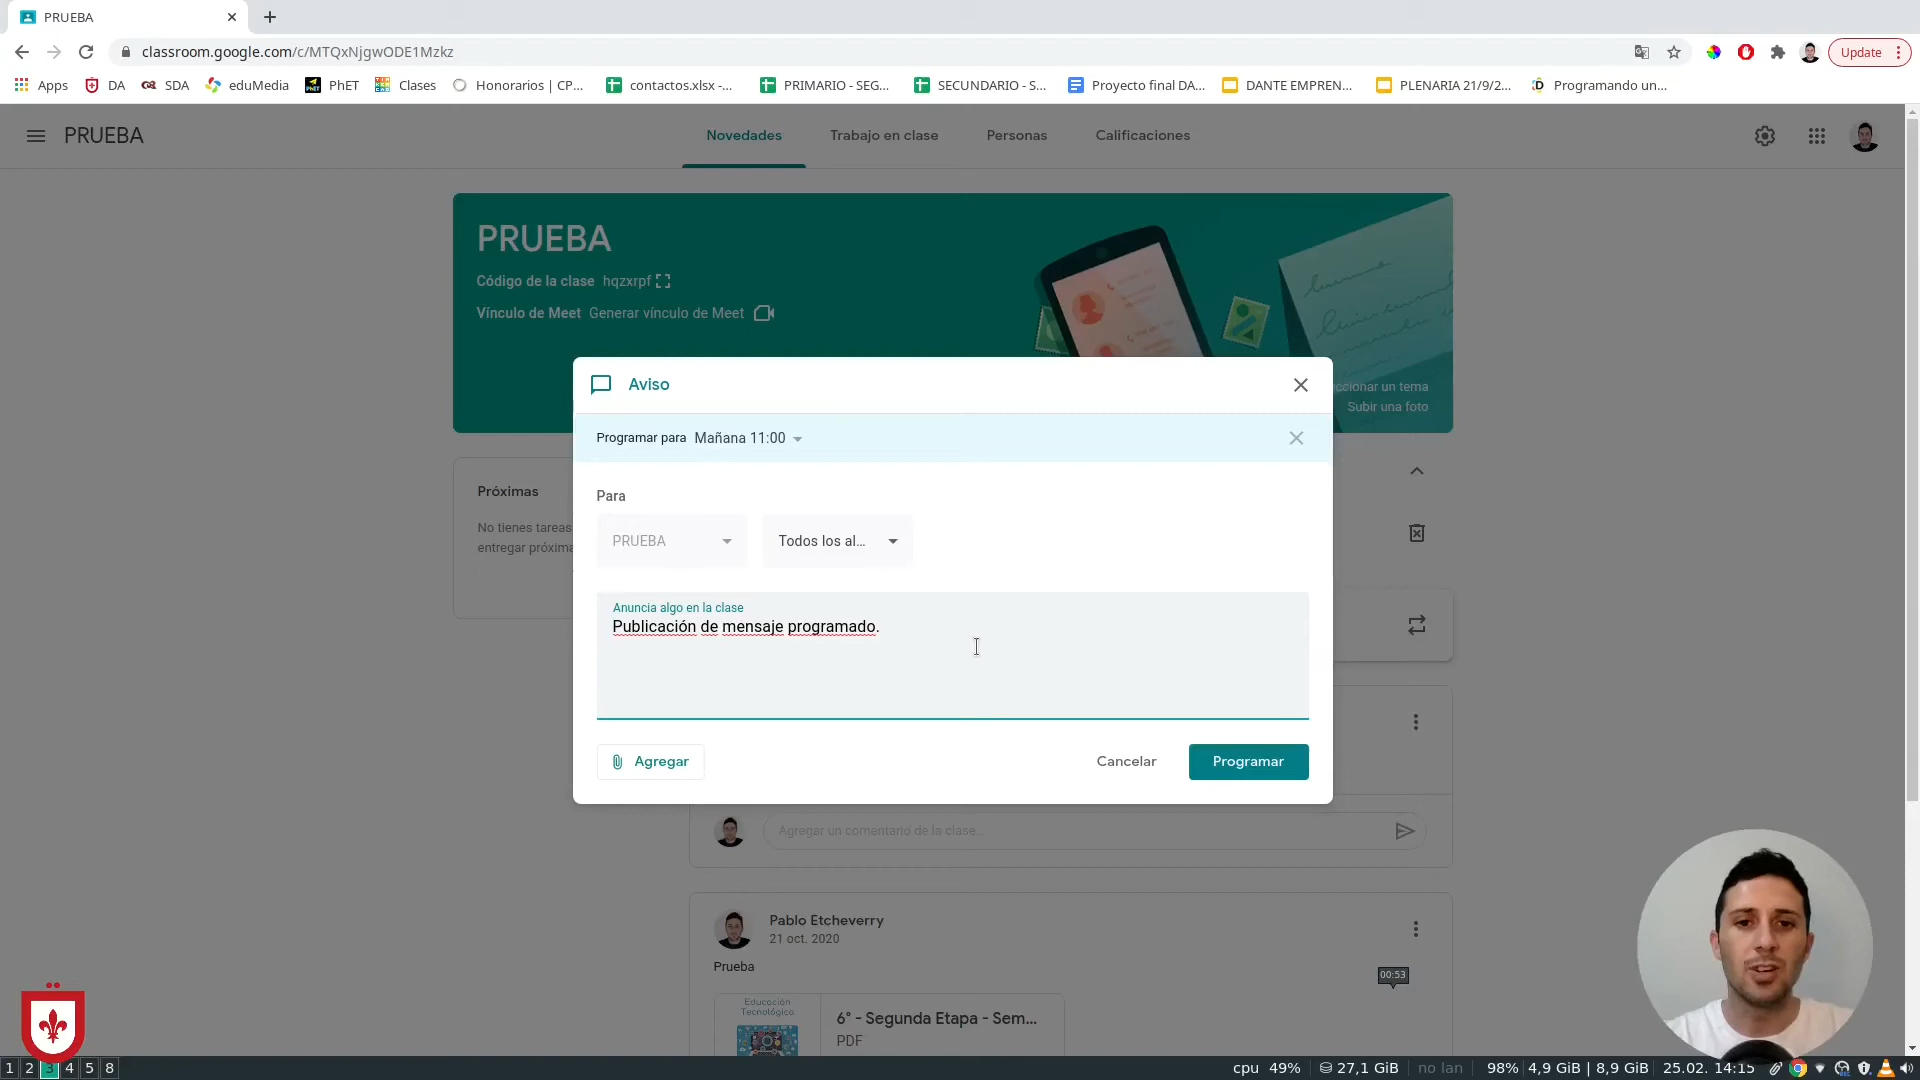 PRUEBA
classroom.google.com/c/MTQxNjgwODE1Mzkz
Update
Apps
DA
SDA
eduMedia
PhET
Clases
Honorarios | CP...
contactos.xlsx -...
PRIMARIO - SEG...
SECUNDARIO - S...
Proyecto final DA...
DANTE EMPREN...
PLENARIA 21/9/2...
Programando un...
PRUEBA
Novedades
Trabajo en clase
Personas
Calificaciones
PRUEBA
Código de la clase hqzxrpf
Vínculo de Meet Generar vínculo de Meet
ccionar un tema
Subir una foto
Aviso
Programar para Mañana 11:00
Próximas
No tienes tareas
entregar próxima
Para
PRUEBA
Todos los al...
Anuncia algo en la clase
Publicación de mensaje programado.
Agregar
Cancelar
Programar
Agregar un comentario de la clase...
Pablo Etcheverry
21 oct. 2020
Prueba
00:53
Educación
Tecnológica
6° - Segunda Etapa - Sem...
PDF
1 2 3 4 5 8
cpu 49% 27,1 GiB no lan 98% 4,9 GiB | 8,9 GiB 25.02. 14:15